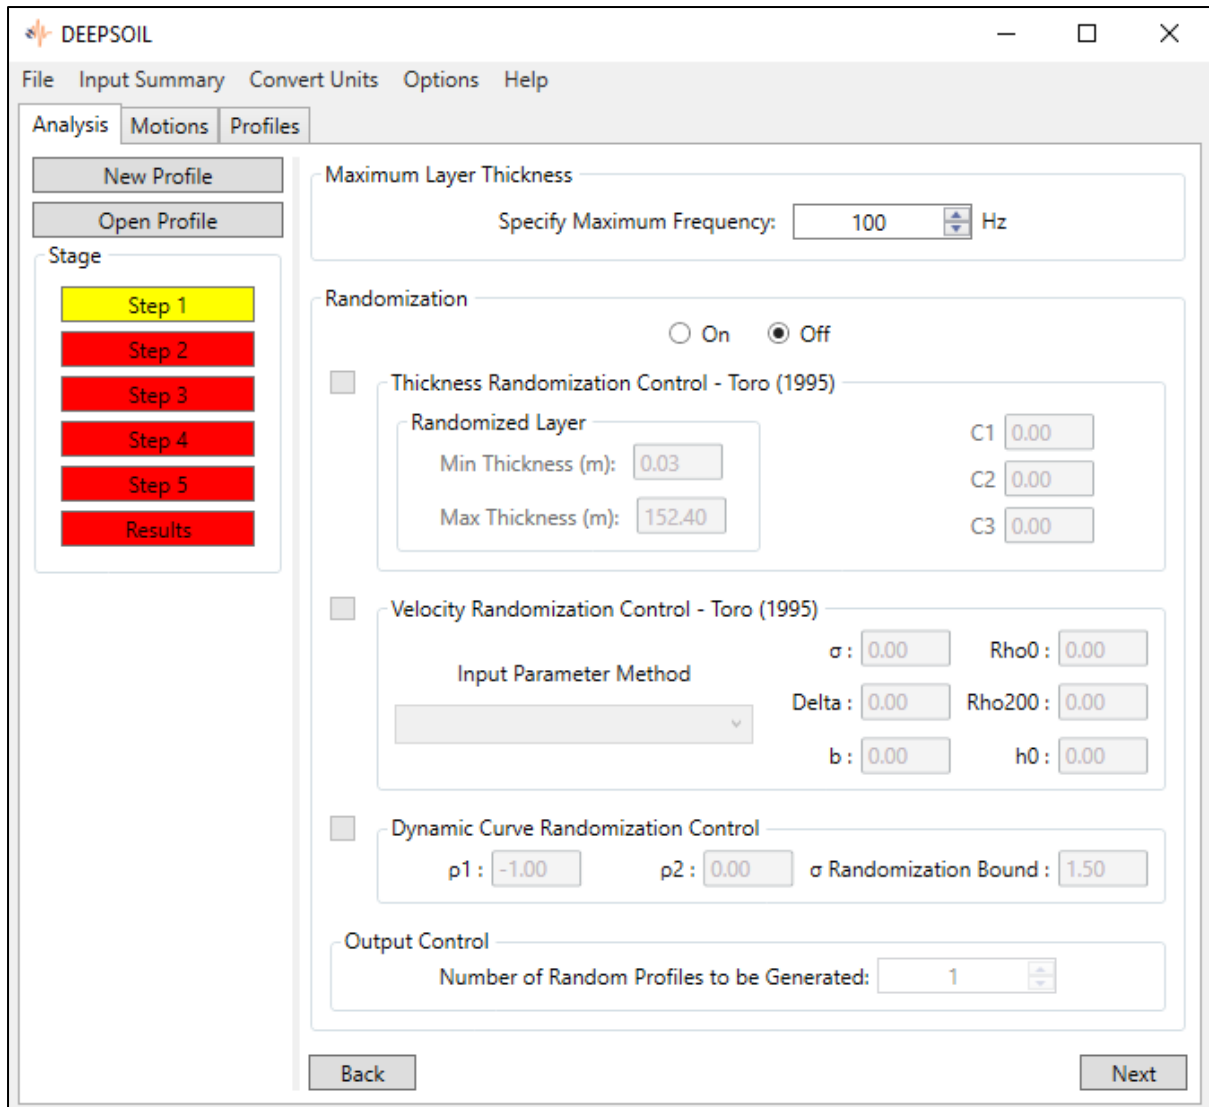 DEEPSOIL
File Input Summary Convert Units Options Help
Analysis Motions Profiles
New Profile
Open Profile
Stage
Step 1
Step 2
Step 3
Step 4
Step 5
Results
Maximum Layer Thickness
Specify Maximum Frequency: 100 Hz
Randomization
On Off
Thickness Randomization Control - Toro (1995)
Randomized Layer
Min Thickness (m): 0.03
Max Thickness (m): 152.40
C1 0.00
C2 0.00
C3 0.00
Velocity Randomization Control - Toro (1995)
Input Parameter Method
σ : 0.00 Rho0 : 0.00
Delta : 0.00 Rho200 : 0.00
b : 0.00 h0 : 0.00
Dynamic Curve Randomization Control
ρ1 : -1.00 ρ2 : 0.00 σ Randomization Bound : 1.50
Output Control
Number of Random Profiles to be Generated: 1
Back Next